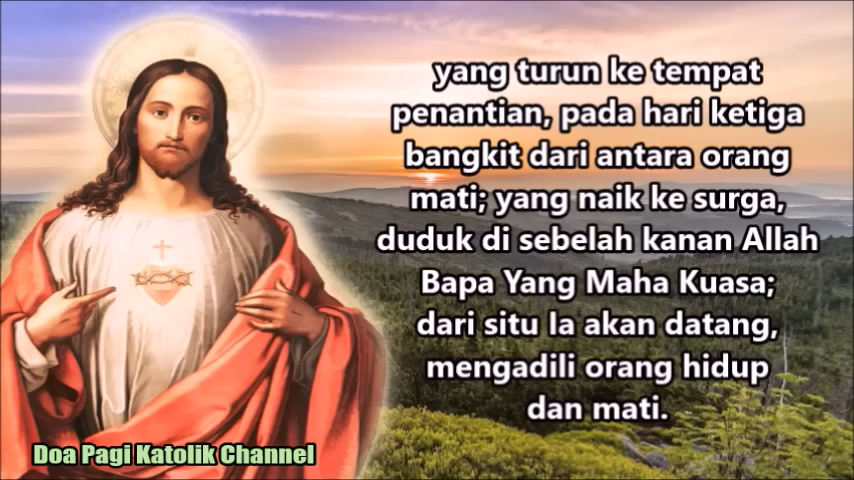 yang turun ke tempat
penantian, pada hari ketiga
bangkit dari antara orang
mati; yang naik ke surga,
duduk di sebelah kanan Allah
Bapa Yang Maha Kuasa;
dari situ Ia akan datang,
mengadili orang hidup
dan mati.
Doa Pagi Katolik Channel